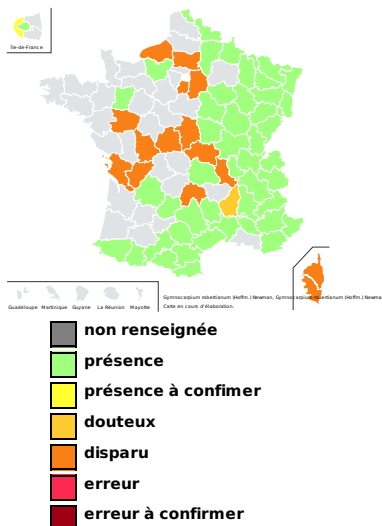 Île-de-France
Guadeloupe Martinique Guyane La Réunion Mayotte
Gymnocarpium robertianum (Hoffm.) Newman, Gymnocarpium robertianum (Hoffm.) Newma
Carte en cours d'élaboration.
non renseignée
présence
présence à confimer
douteux
disparu
erreur
erreur à confirmer